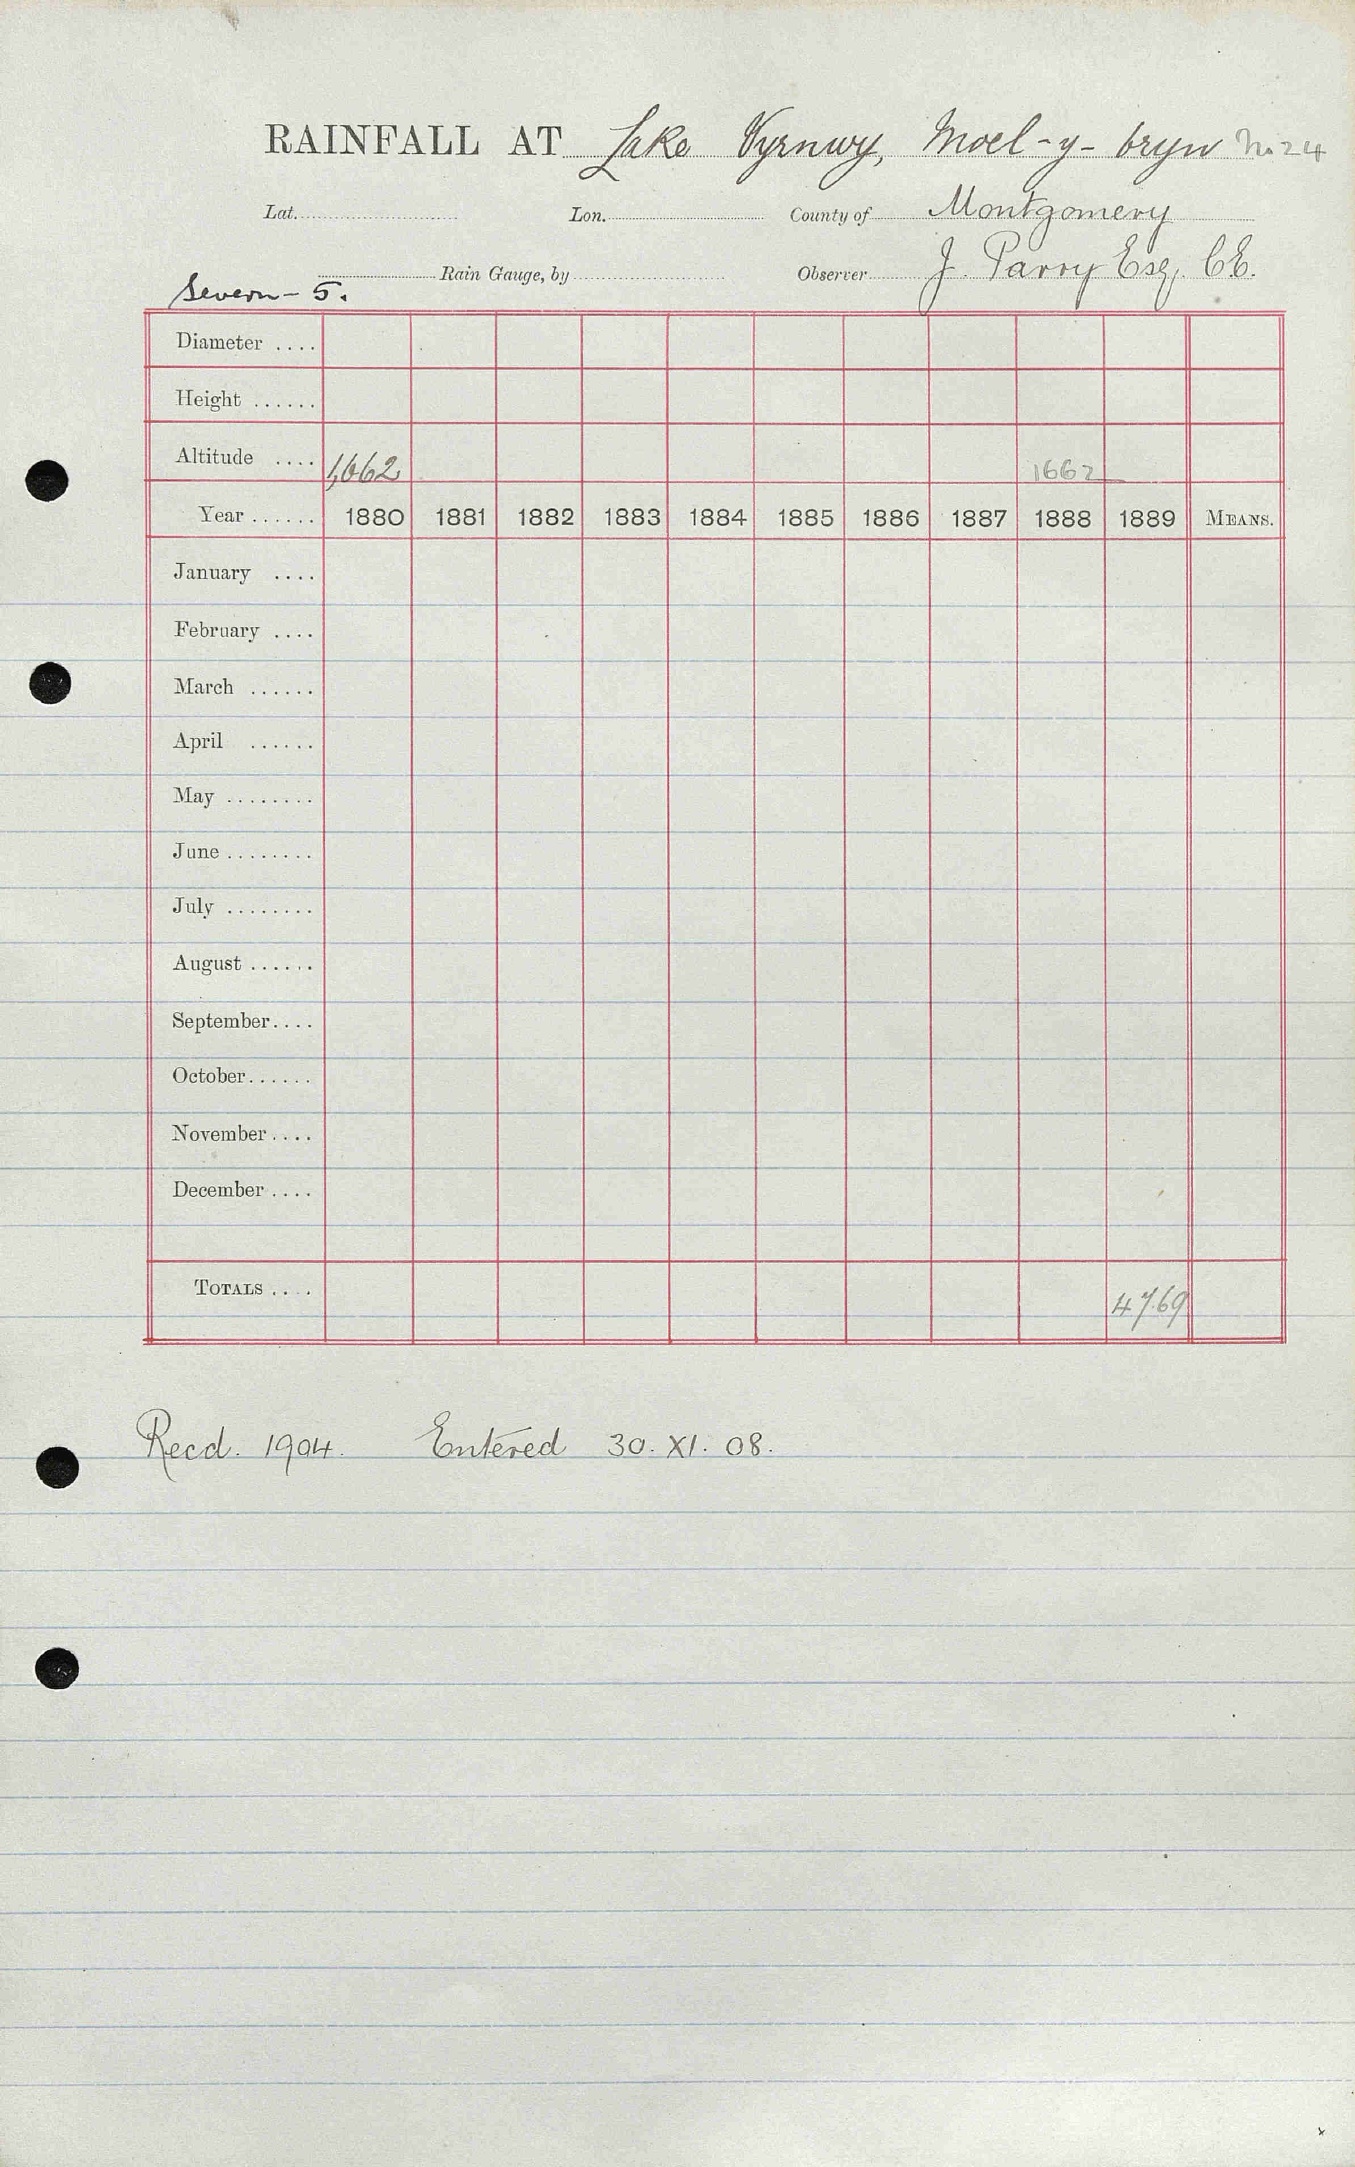 RAINFALL AT Lake Vyrnwy, Moel-y-bryn No 24
Lat. Lon. County of Montgomery
Rain Gauge, by Observer J. Parry Esq. C.E.
Severn - 5.
Diameter ....
Height ......
Altitude .... 1,662 1662
Year ...... 1880 1881 1882 1883 1884 1885 1886 1887 1888 1889 MEANS.
January ....
February ....
March ......
April ......
May ........
June ........
July ........
August ......
September....
October......
November....
December....
TOTALS .... 47.69
Recd. 1904. Entered 30. XI. 08.